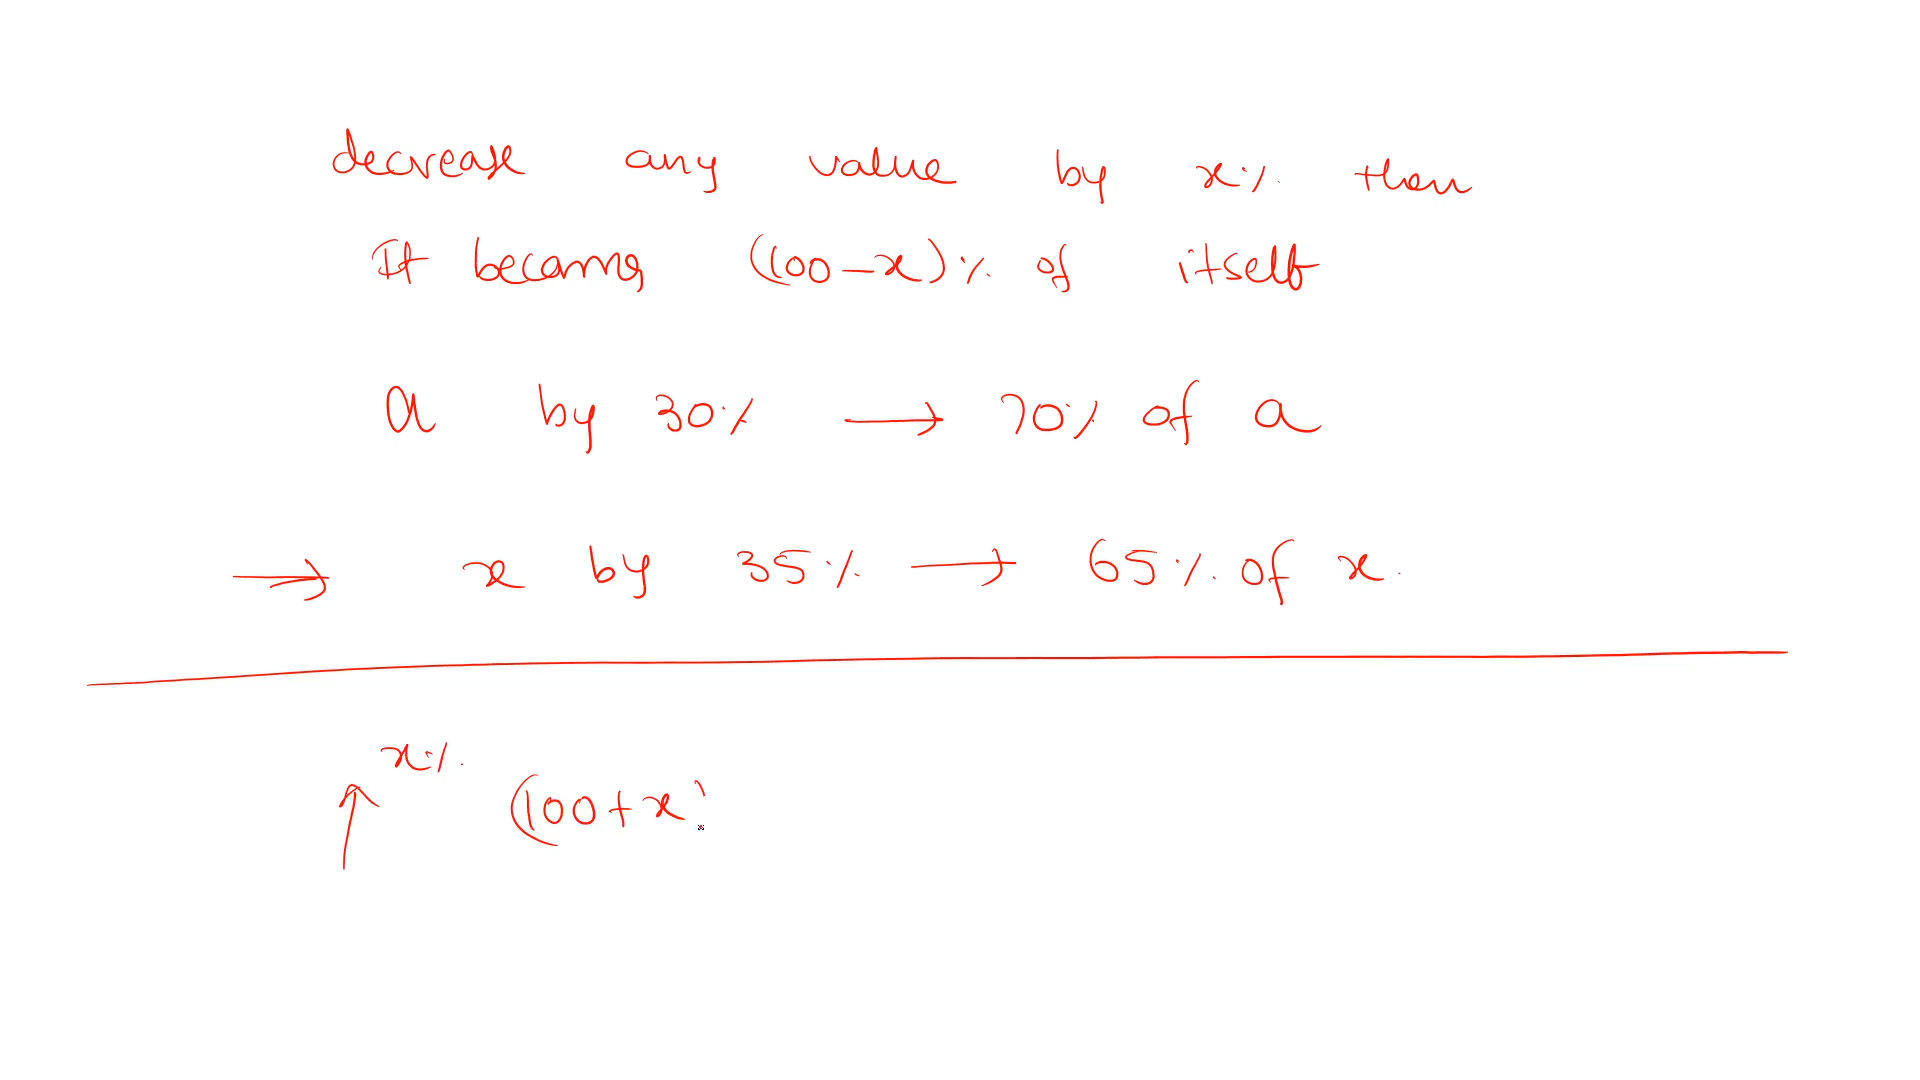 decrease any value by x% then
It becomes (100-x)% of itself
a by 30% → 70% of a
→ x by 35% → 65% of x.
↑ x% (100+x)